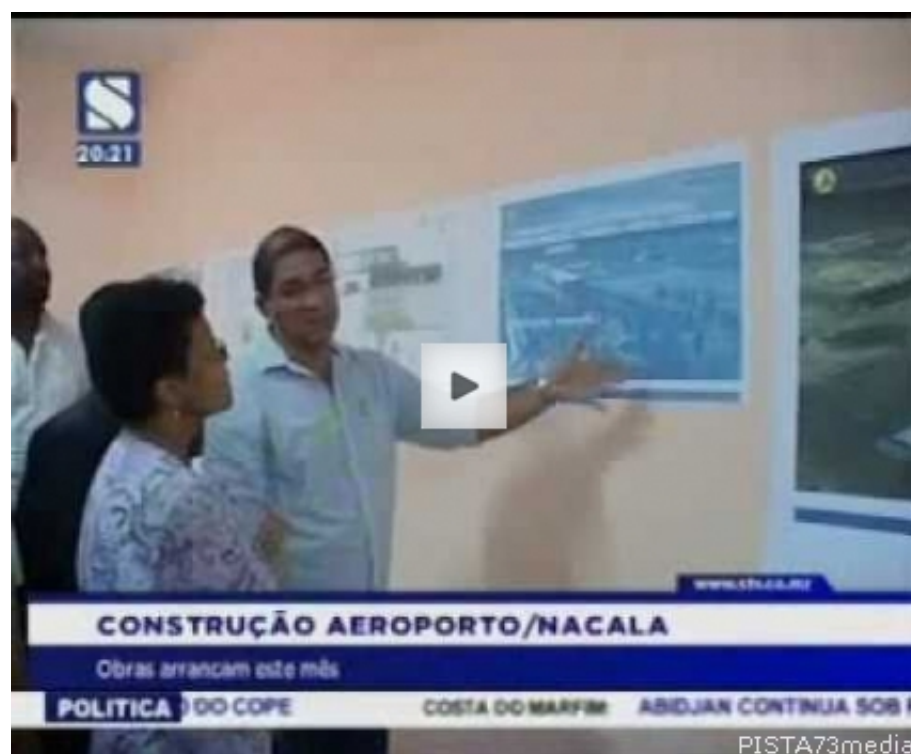 S
20:21
www.stv.co.mz
CONSTRUÇÃO AEROPORTO/NACALA
Obras arrancam este mês
POLITICA DO COPE COSTA DO MARFIM ABIDJAN CONTINUA SOB
PISTA73media